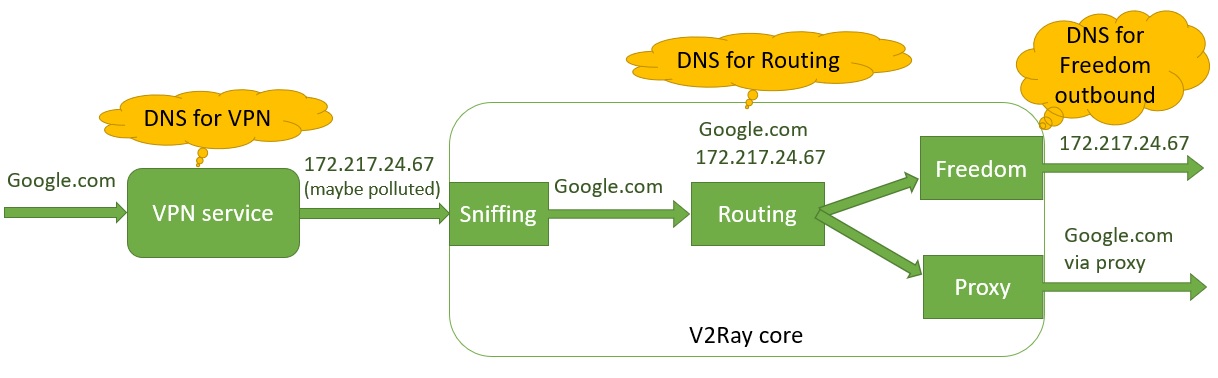 DNS for VPN
DNS for Routing
DNS for
Freedom
outbound
Google.com
VPN service
172.217.24.67
(maybe polluted)
Sniffing
Google.com
Google.com
172.217.24.67
Routing
Freedom
172.217.24.67
Proxy
Google.com
via proxy
V2Ray core